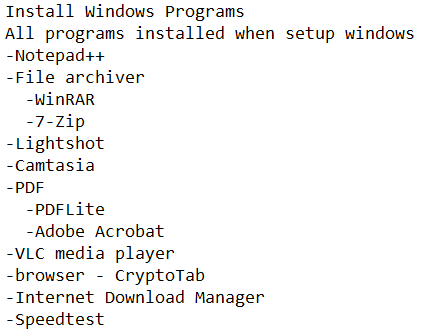 Install Windows Programs
All programs installed when setup windows
-Notepad++
-File archiver
  -WinRAR
  -7-Zip
-Lightshot
-Camtasia
-PDF
  -PDFLite
  -Adobe Acrobat
-VLC media player
-browser - CryptoTab
-Internet Download Manager
-Speedtest